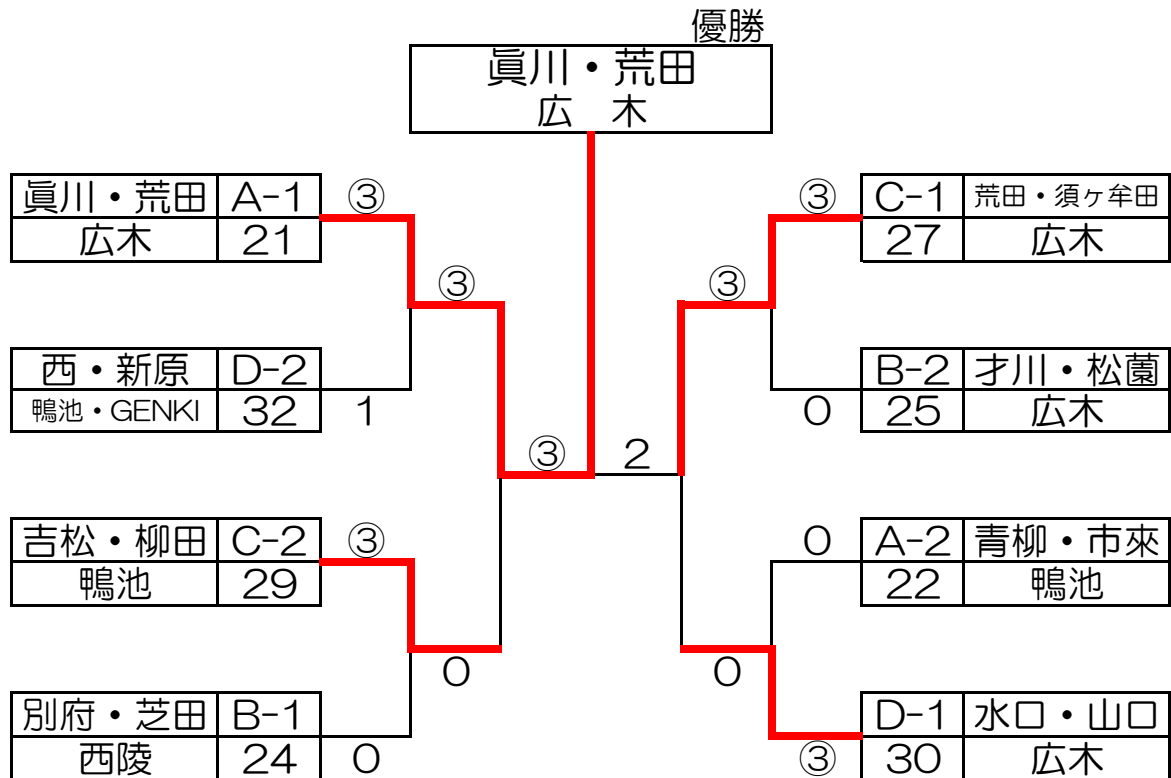 優勝
眞川・荒田
広　木
眞川・荒田 A-1 ③
広木 21
③
西・新原 D-2
鴨池・GENKI 32 1
③ 2
吉松・柳田 C-2 ③
鴨池 29
0
別府・芝田 B-1
西陵 24 0
③ C-1 荒田・須ヶ牟田
27 広木
③
B-2 才川・松薗
0 25 広木
0 A-2 青柳・市來
22 鴨池
0
D-1 水口・山口
③ 30 広木